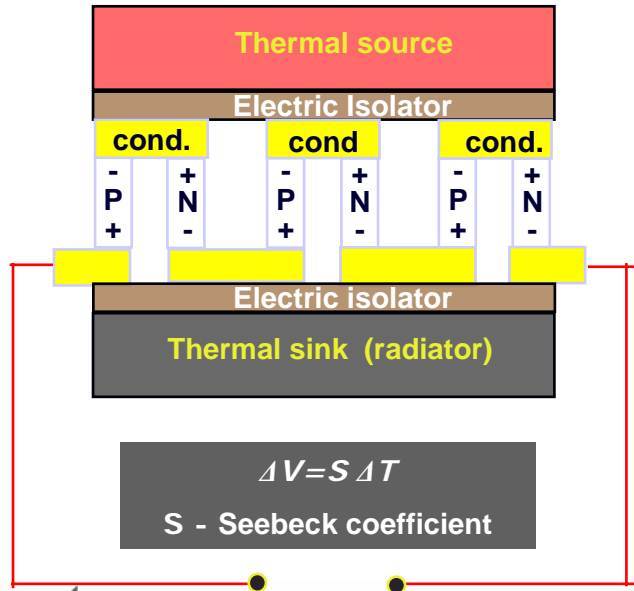 Thermal source
Electric Isolator
cond. cond cond.
- + - + - +
P N P N P N
+ - + - + -
Electric isolator
Thermal sink (radiator)
ΔV=S ΔT
S - Seebeck coefficient